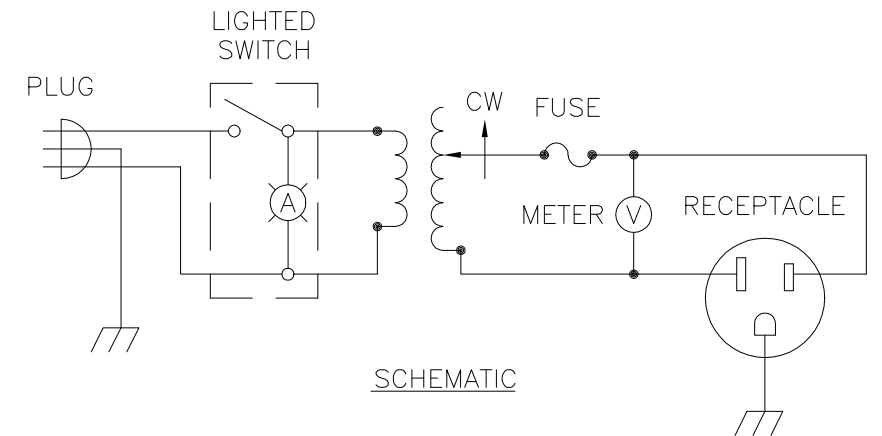 LIGHTED
SWITCH
PLUG
CW
FUSE
A
METER
V
RECEPTACLE
SCHEMATIC